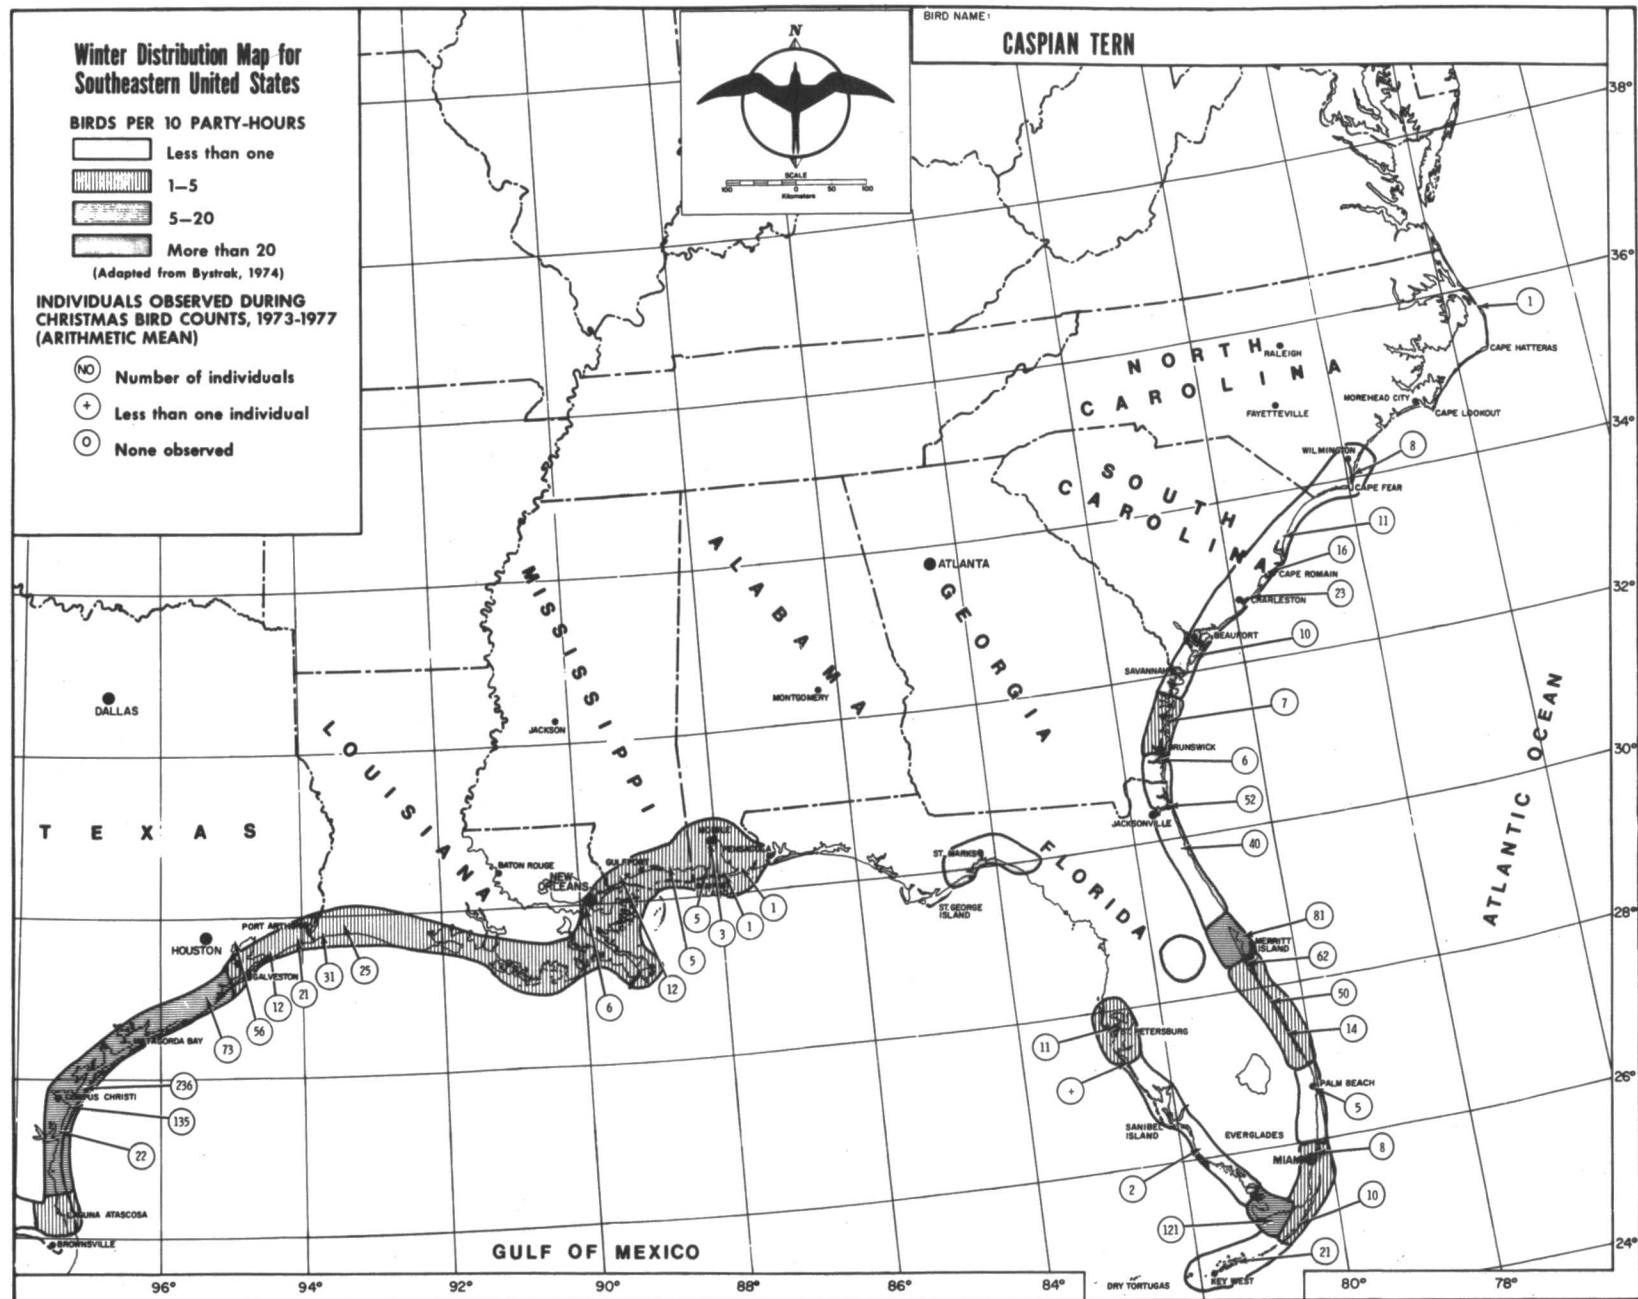 Winter Distribution Map for
Southeastern United States
BIRDS PER 10 PARTY-HOURS
Less than one
1–5
5–20
More than 20
(Adapted from Bystrak, 1974)
INDIVIDUALS OBSERVED DURING
CHRISTMAS BIRD COUNTS, 1973-1977
(ARITHMETIC MEAN)
NO Number of individuals
+ Less than one individual
0 None observed
N
SCALE
100 0 50 100
Kilometers
BIRD NAME:
CASPIAN TERN
38°
36°
34°
32°
30°
28°
26°
24°
1
CAPE HATTERAS
NORTH
CAROLINA
RALEIGH
FAYETTEVILLE
MOREHEAD CITY
CAPE LOOKOUT
WILMINGTON
8
CAPE FEAR
SOUTH
CAROLINA
11
16
CAPE ROMAIN
23
CHARLESTON
10
BEAUFORT
SAVANNAH
7
BRUNSWICK
6
52
JACKSONVILLE
40
ATLANTA
GEORGIA
ALABAMA
MONTGOMERY
MISSISSIPPI
JACKSON
LOUISIANA
DALLAS
TEXAS
BATON ROUGE
NEW
ORLEANS
GULFPORT
MOBILE
PENSACOLA
ST. MARKS
ST. GEORGE
ISLAND
FLORIDA
ATLANTIC OCEAN
81
MERRITT
ISLAND
62
50
14
PALM BEACH
5
8
MIAMI
10
21
KEY WEST
DRY TORTUGAS
121
EVERGLADES
SANIBEL
ISLAND
2
+
11
ST. PETERSBURG
1
1
3
5
5
5
12
6
PORT ARTHUR
HOUSTON
GALVESTON
25
31
21
12
56
73
MATAGORDA BAY
236
CORPUS CHRISTI
135
22
LAGUNA ATASCOSA
BROWNSVILLE
GULF OF MEXICO
96° 94° 92° 90° 88° 86° 84° 80° 78°